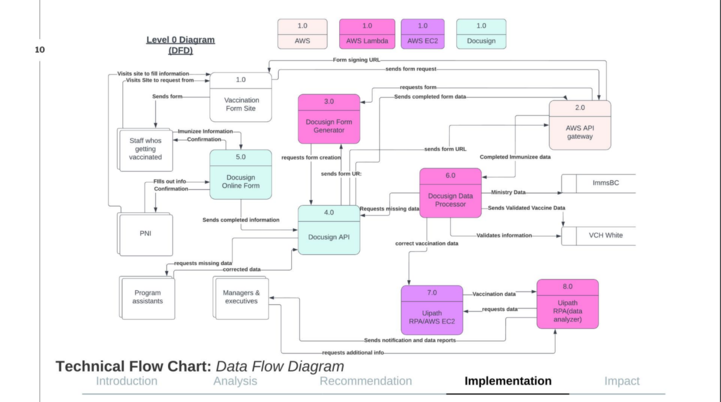 10
Level 0 Diagram
(DFD)
1.0
AWS
1.0
AWS Lambda
1.0
AWS EC2
1.0
Docusign
Form signing URL
sends form request
Visits site to fill information
Visits Site to request from
1.0
Vaccination
Form Site
Sends form
requests form
Sends completed form data
3.0
Docusign Form
Generator
2.0
AWS API
gateway
Staff whos
getting
vaccinated
Imunize Information
Confirmation
5.0
Docusign
Online Form
requests form creation
sends form URL
sends form UR:
Completed Immunizee data
FIlls out info
Confirmation
6.0
Docusign Data
Processor
Ministry Data
ImmsBC
Sends Validated Vaccine Data
Requests missing data
4.0
Docusign API
Sends completed information
PNI
Validates information
VCH White
correct vaccination data
requests missing data
corrected data
Program
assistants
Managers &
executives
7.0
Uipath
RPA/AWS EC2
Vaccination data
requests data
8.0
Uipath
RPA(data
analyzer)
Sends notification and data reports
requests additional info
Technical Flow Chart: Data Flow Diagram
Introduction
Analysis
Recommendation
Implementation
Impact